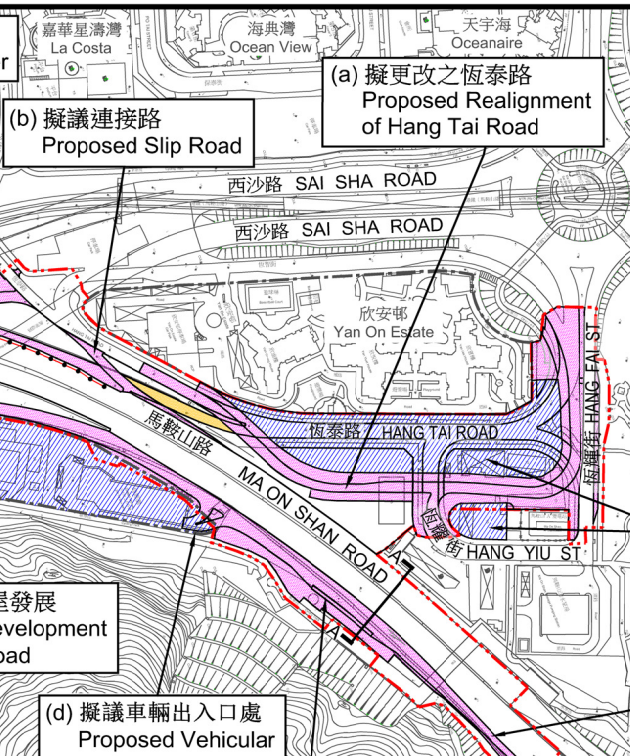 嘉華星濤灣
La Costa
海典灣
Ocean View
天宇海
Oceanaire
er
(a) 擬更改之恆泰路
Proposed Realignment
of Hang Tai Road
(b) 擬議連接路
Proposed Slip Road
西沙路 SAI SHA ROAD
西沙路 SAI SHA ROAD
欣安邨
Yan On Estate
恆泰路 HANG TAI ROAD
恆輝街 HANG FAI ST
馬鞍山路
MA ON SHAN ROAD
恆耀街 HANG YIU ST
A
A
屋發展
evelopment
oad
(d) 擬議車輛出入口處
Proposed Vehicular